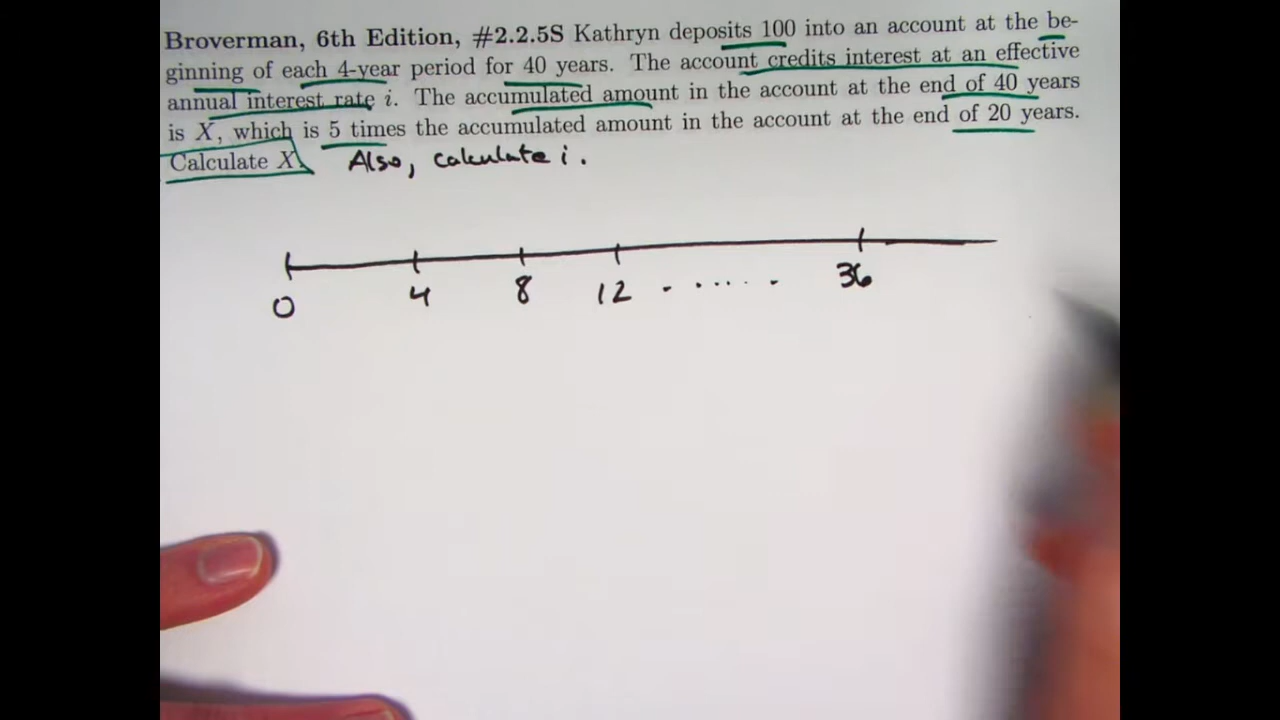 Broverman, 6th Edition, #2.2.5S Kathryn deposits 100 into an account at the be-
ginning of each 4-year period for 40 years. The account credits interest at an effective
annual interest rate i. The accumulated amount in the account at the end of 40 years
is X, which is 5 times the accumulated amount in the account at the end of 20 years.
Calculate X. Also, calculate i.
0 4 8 12 ....... 36